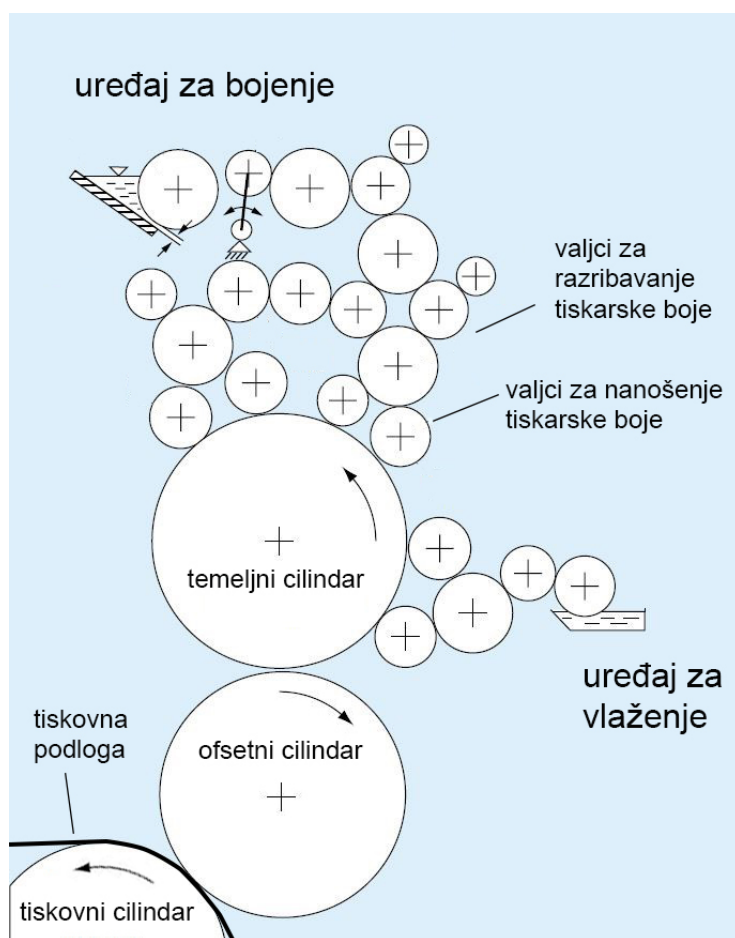 uređaj za bojenje
valjci za
razribavanje
tiskarske boje
valjci za nanošenje
tiskarske boje
temeljni cilindar
uređaj za
vlaženje
tiskovna
podloga
ofsetni cilindar
tiskovni cilindar